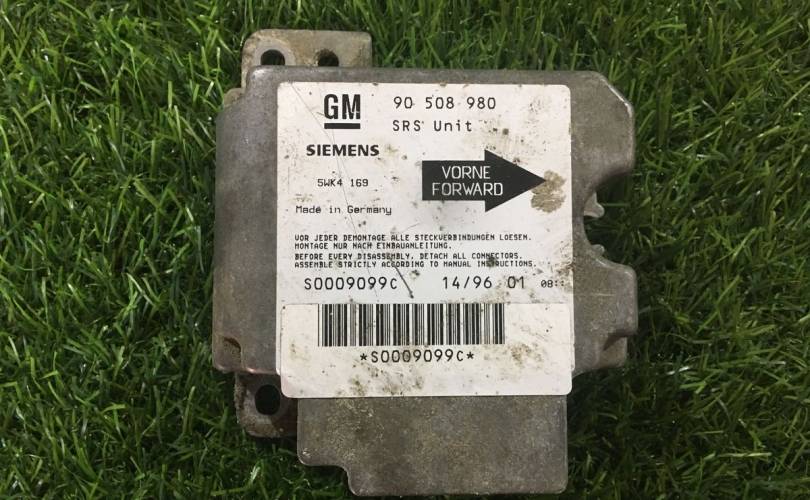 GM 90 508 980
SRS Unit
SIEMENS
VORNE
FORWARD
5WK4 169
Made in Germany
VOR JEDER DEMONTAGE ALLE STECKVERBINDUNGEN LOESEN.
MONTAGE NUR NACH EINBAUANLEITUNG.
BEFORE EVERY DISASSEMBLY, DETACH ALL CONNECTORS.
ASSEMBLE STRICTLY ACCORDING TO MANUAL INSTRUCTIONS.
S0009099C 14/96 01
*S0009099C*